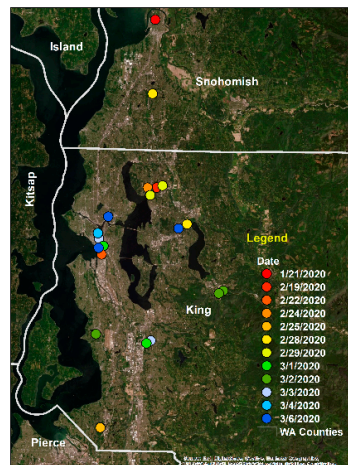 Island
Snohomish
Kitsap
Legend
Date
1/21/2020
2/19/2020
2/22/2020
2/24/2020
2/25/2020
2/28/2020
2/29/2020
3/1/2020
3/2/2020
3/3/2020
3/4/2020
3/6/2020
WA Counties
King
Pierce